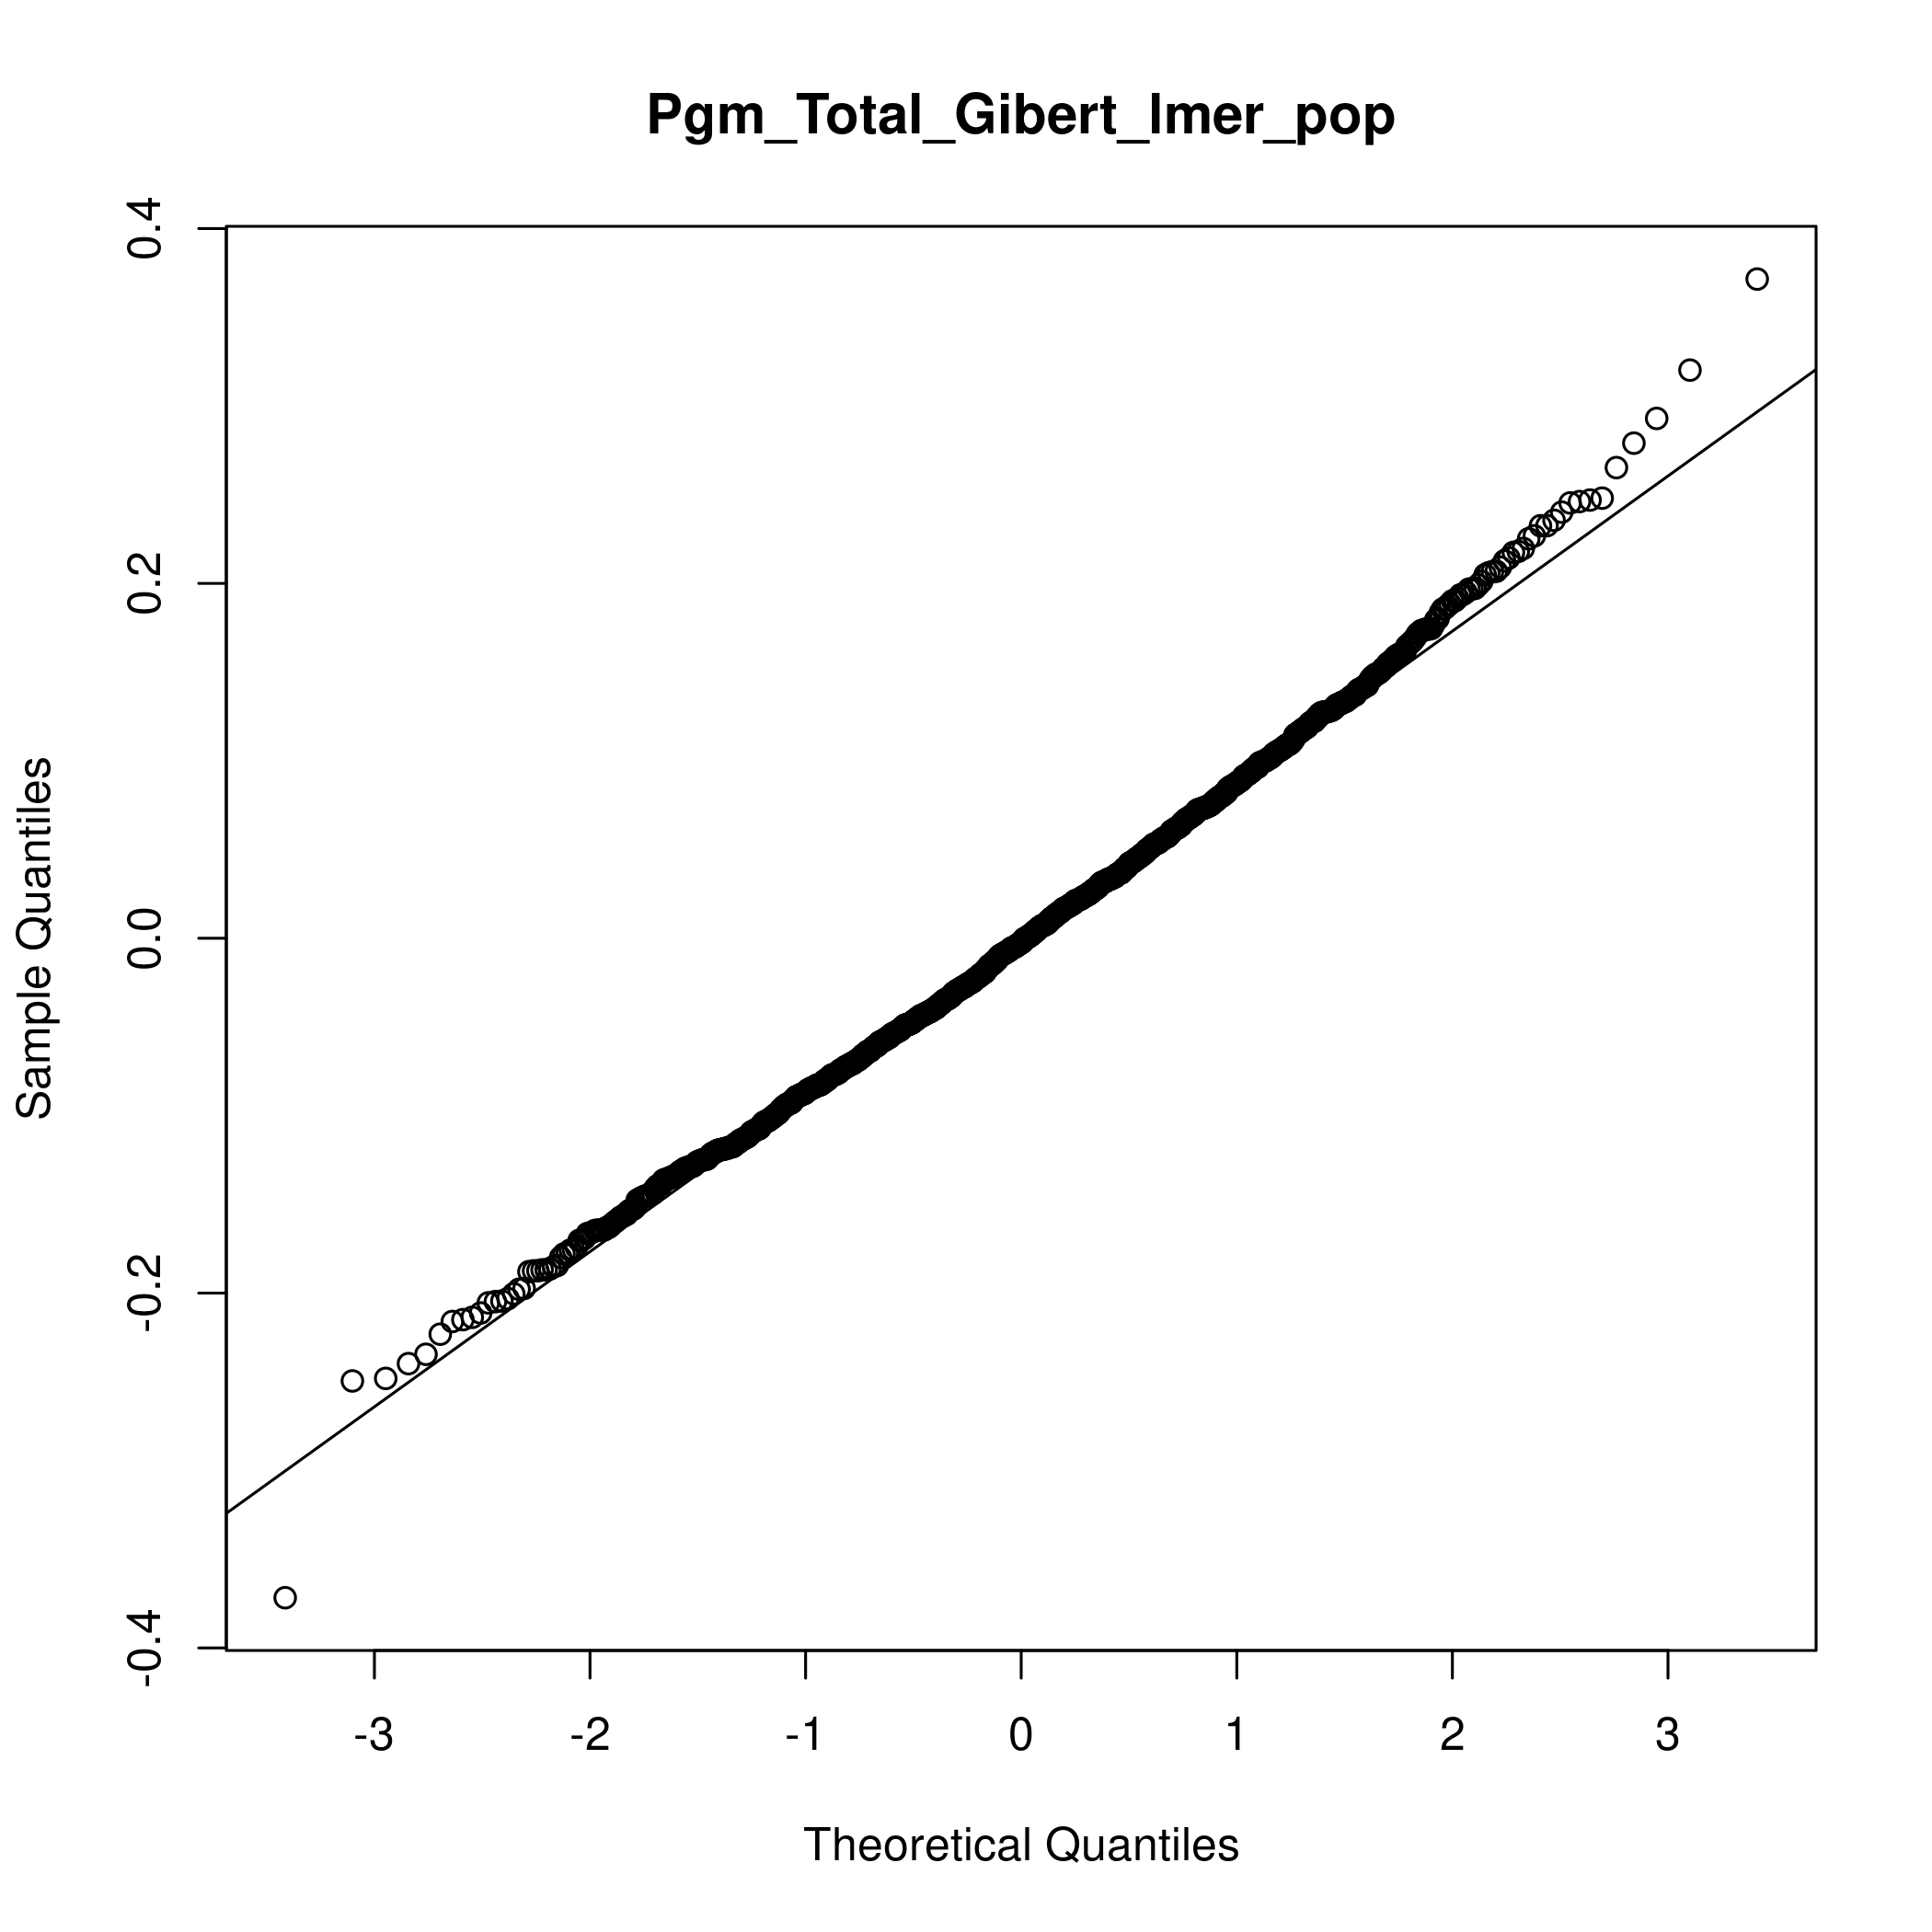 Pgm_Total_Gibert_lmer_pop
0.4
0.2
0.0
-0.2
-0.4
Sample Quantiles
-3 -2 -1 0 1 2 3
Theoretical Quantiles